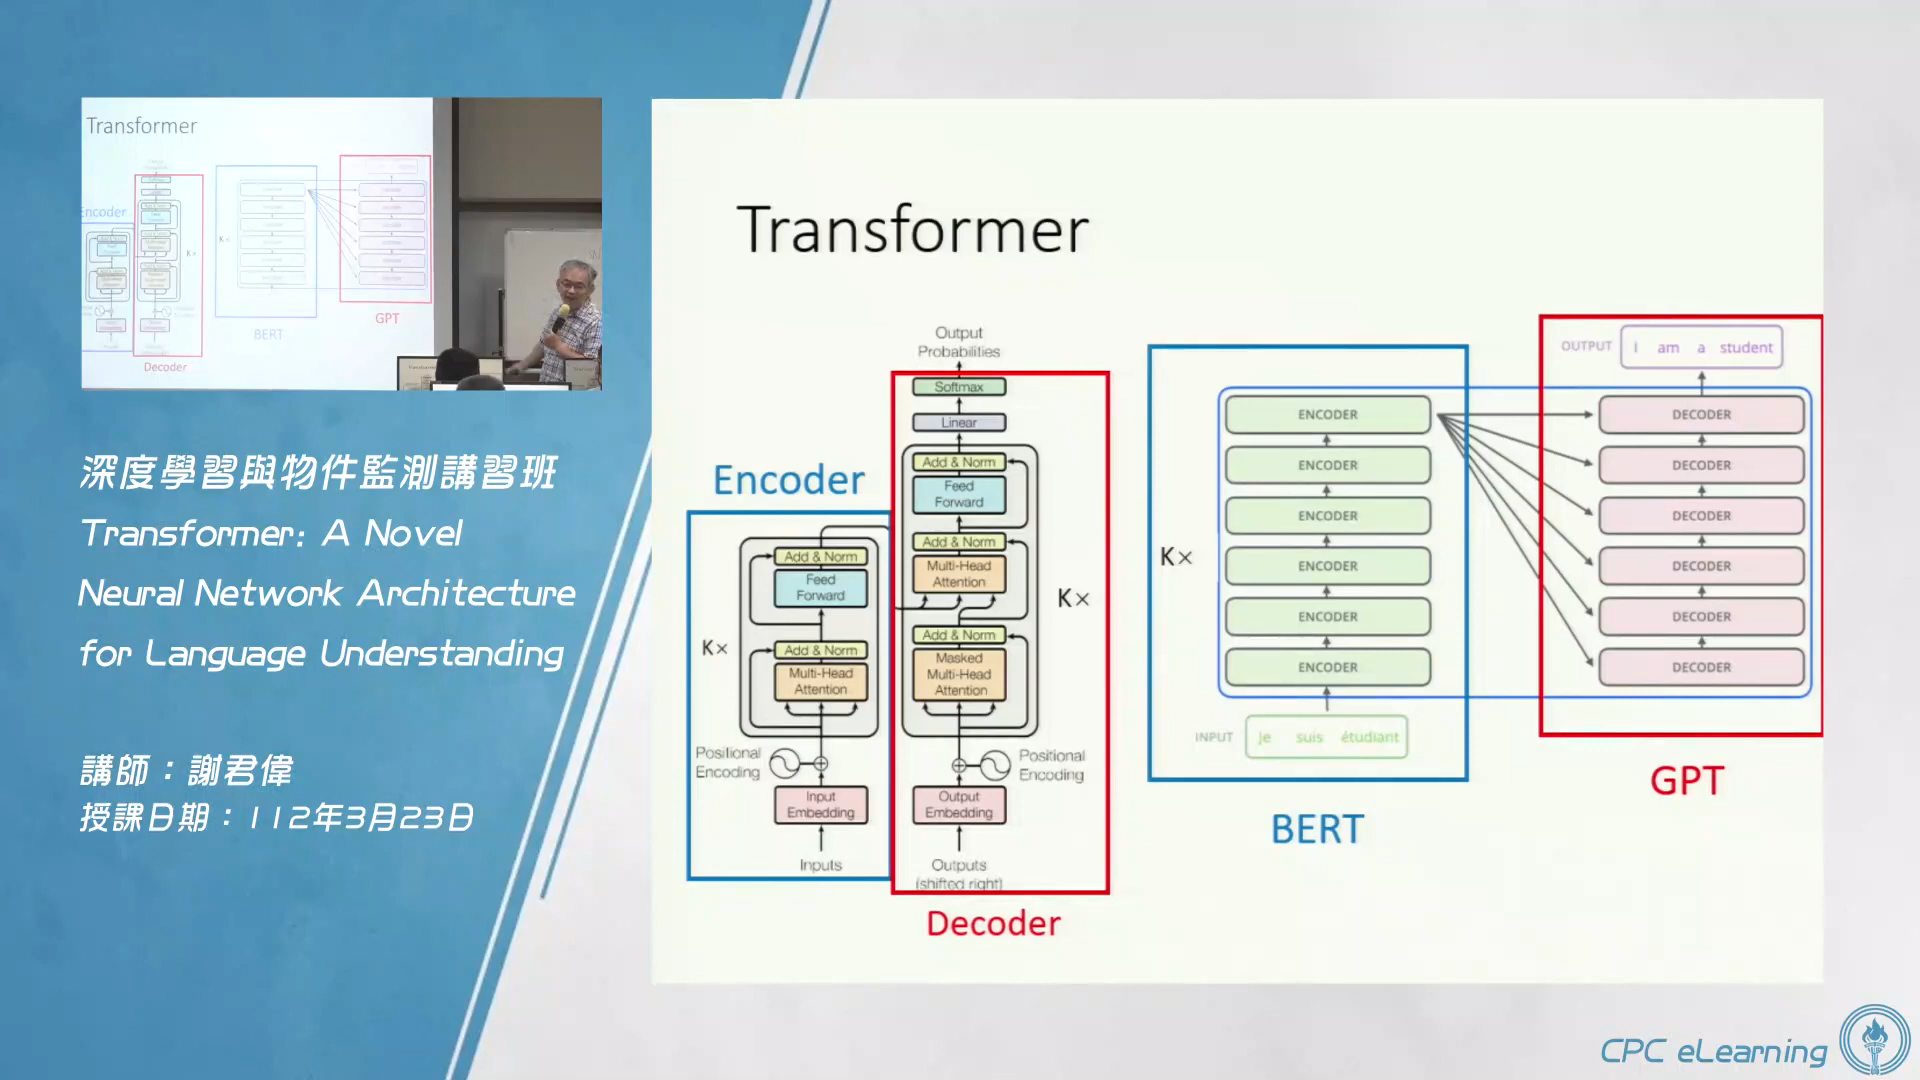 Transformer
Encoder
K×
BERT
GPT
Decoder
深度學習與物件監測講習班
Transformer: A Novel
Neural Network Architecture
for Language Understanding
講師：謝君偉
授課日期：112年3月23日
Transformer
Output
Probabilities
Softmax
Linear
Add & Norm
Feed
Forward
Add & Norm
Multi-Head
Attention
K×
Add & Norm
Masked
Multi-Head
Attention
Positional
Encoding
Output
Embedding
Outputs
(shifted right)
Decoder
Encoder
Add & Norm
Feed
Forward
K×
Add & Norm
Multi-Head
Attention
Positional
Encoding
Input
Embedding
Inputs
K×
ENCODER
ENCODER
ENCODER
ENCODER
ENCODER
ENCODER
INPUT je suis étudiant
BERT
OUTPUT I am a student
DECODER
DECODER
DECODER
DECODER
DECODER
DECODER
GPT
CPC eLearning